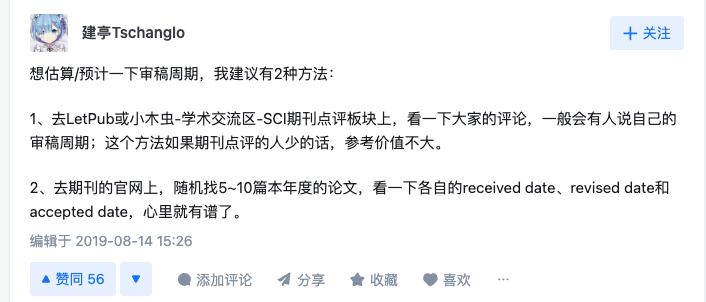 建亭Tschanglo
关注
想估算/预计一下审稿周期，我建议有2种方法：
1、去LetPub或小木虫-学术交流区-SCI期刊点评板块上，看一下大家的评论，一般会有人说自己的
审稿周期；这个方法如果期刊点评的人少的话，参考价值不大。
2、去期刊的官网上，随机找5~10篇本年度的论文，看一下各自的received date、revised date和
accepted date，心里就有谱了。
编辑于 2019-08-14 15:26
赞同 56 添加评论 分享 收藏 喜欢 ···